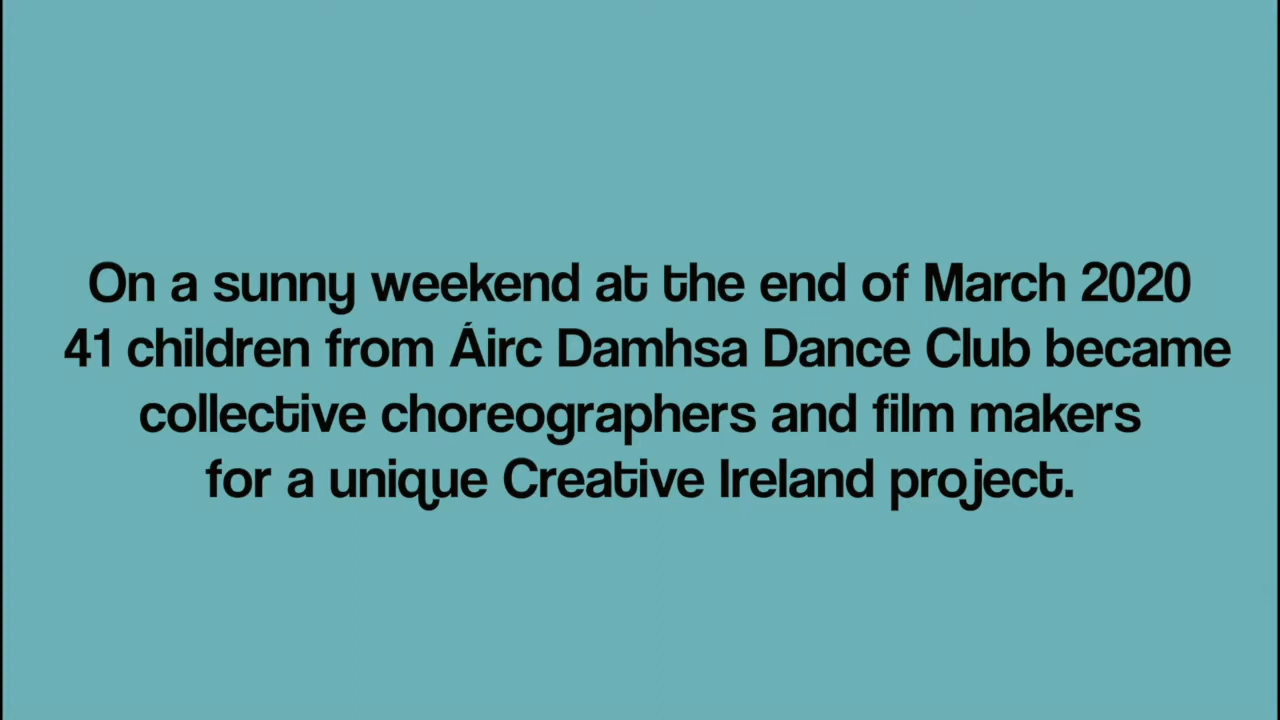 On a sunny weekend at the end of March 2020
41 children from Áirc Damhsa Dance Club became
collective choreographers and film makers
for a unique Creative Ireland project.